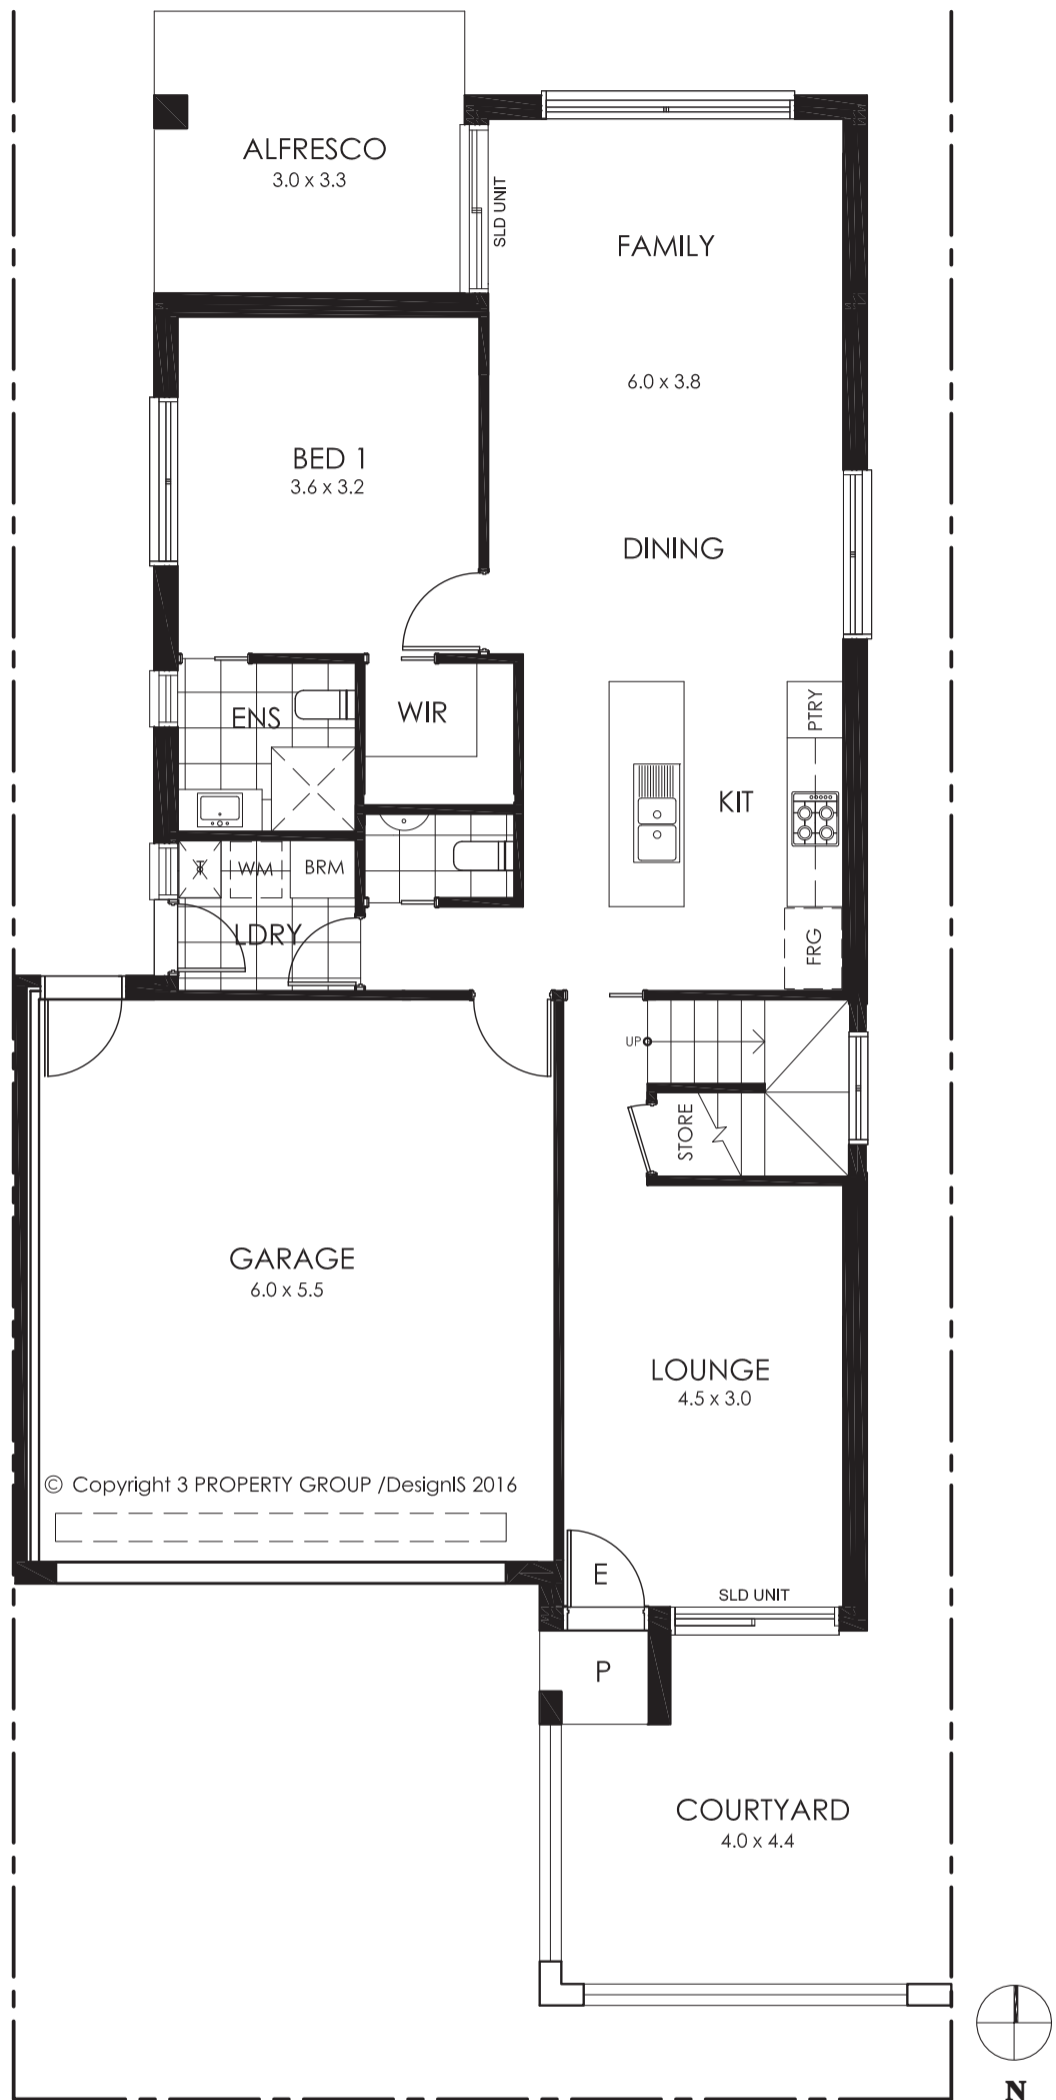 ALFRESCO
3.0 x 3.3
SLD UNIT
FAMILY
6.0 x 3.8
BED 1
3.6 x 3.2
DINING
ENS
WIR
PTRY
KIT
T
WM
BRM
LDRY
FRG
UP
STORE
GARAGE
6.0 x 5.5
LOUNGE
4.5 x 3.0
© Copyright 3 PROPERTY GROUP /DesignIS 2016
E
SLD UNIT
P
COURTYARD
4.0 x 4.4
N